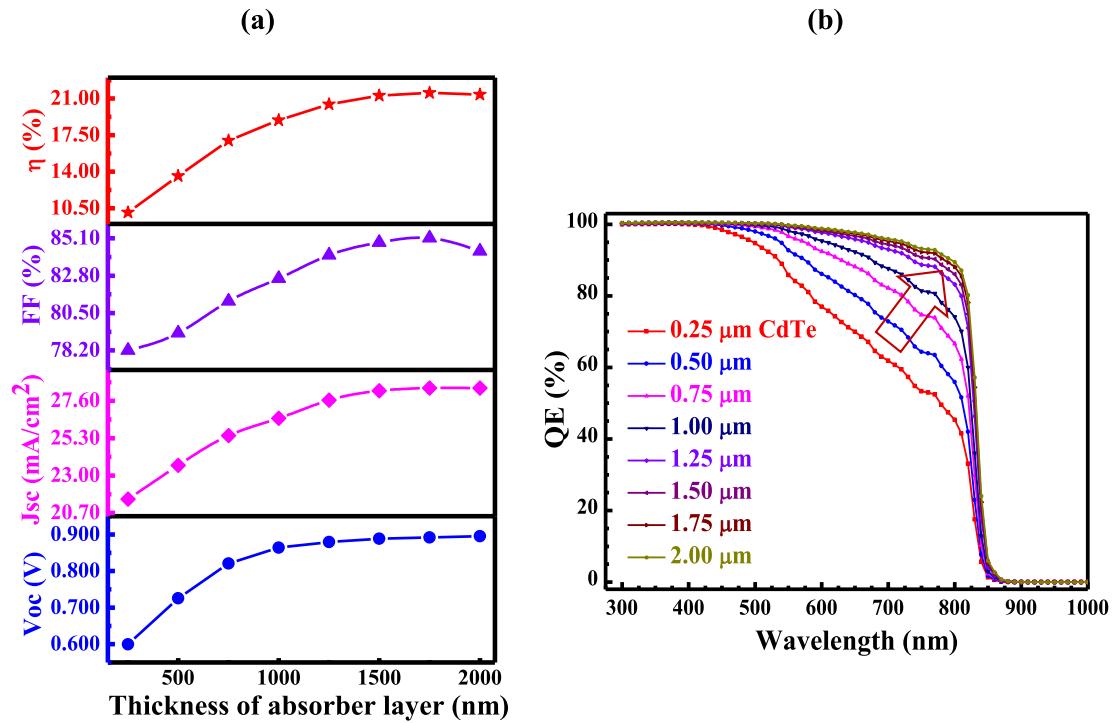 (a)
(b)
η (%)
21.00
17.50
14.00
10.50
FF (%)
85.10
82.80
80.50
78.20
Jsc (mA/cm²)
27.60
25.30
23.00
20.70
Voc (V)
0.900
0.800
0.700
0.600
500 1000 1500 2000
Thickness of absorber layer (nm)
QE (%)
100
80
60
40
20
0
0.25 µm CdTe
0.50 µm
0.75 µm
1.00 µm
1.25 µm
1.50 µm
1.75 µm
2.00 µm
300 400 500 600 700 800 900 1000
Wavelength (nm)